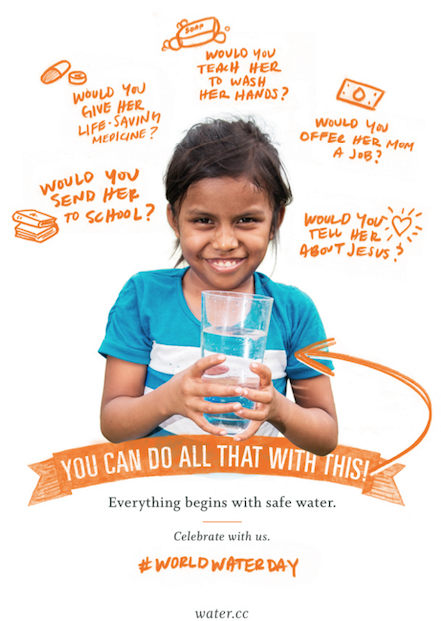 SOAP
WOULD YOU
TEACH HER
TO WASH
HER HANDS?
WOULD YOU
GIVE HER
LIFE-SAVING
MEDICINE?
WOULD YOU
OFFER HER MOM
A JOB?
WOULD YOU
SEND HER
TO SCHOOL?
WOULD YOU
TELL HER
ABOUT JESUS?
YOU CAN DO ALL THAT WITH THIS!
Everything begins with safe water.
Celebrate with us.
#WORLDWATERDAY
water.cc